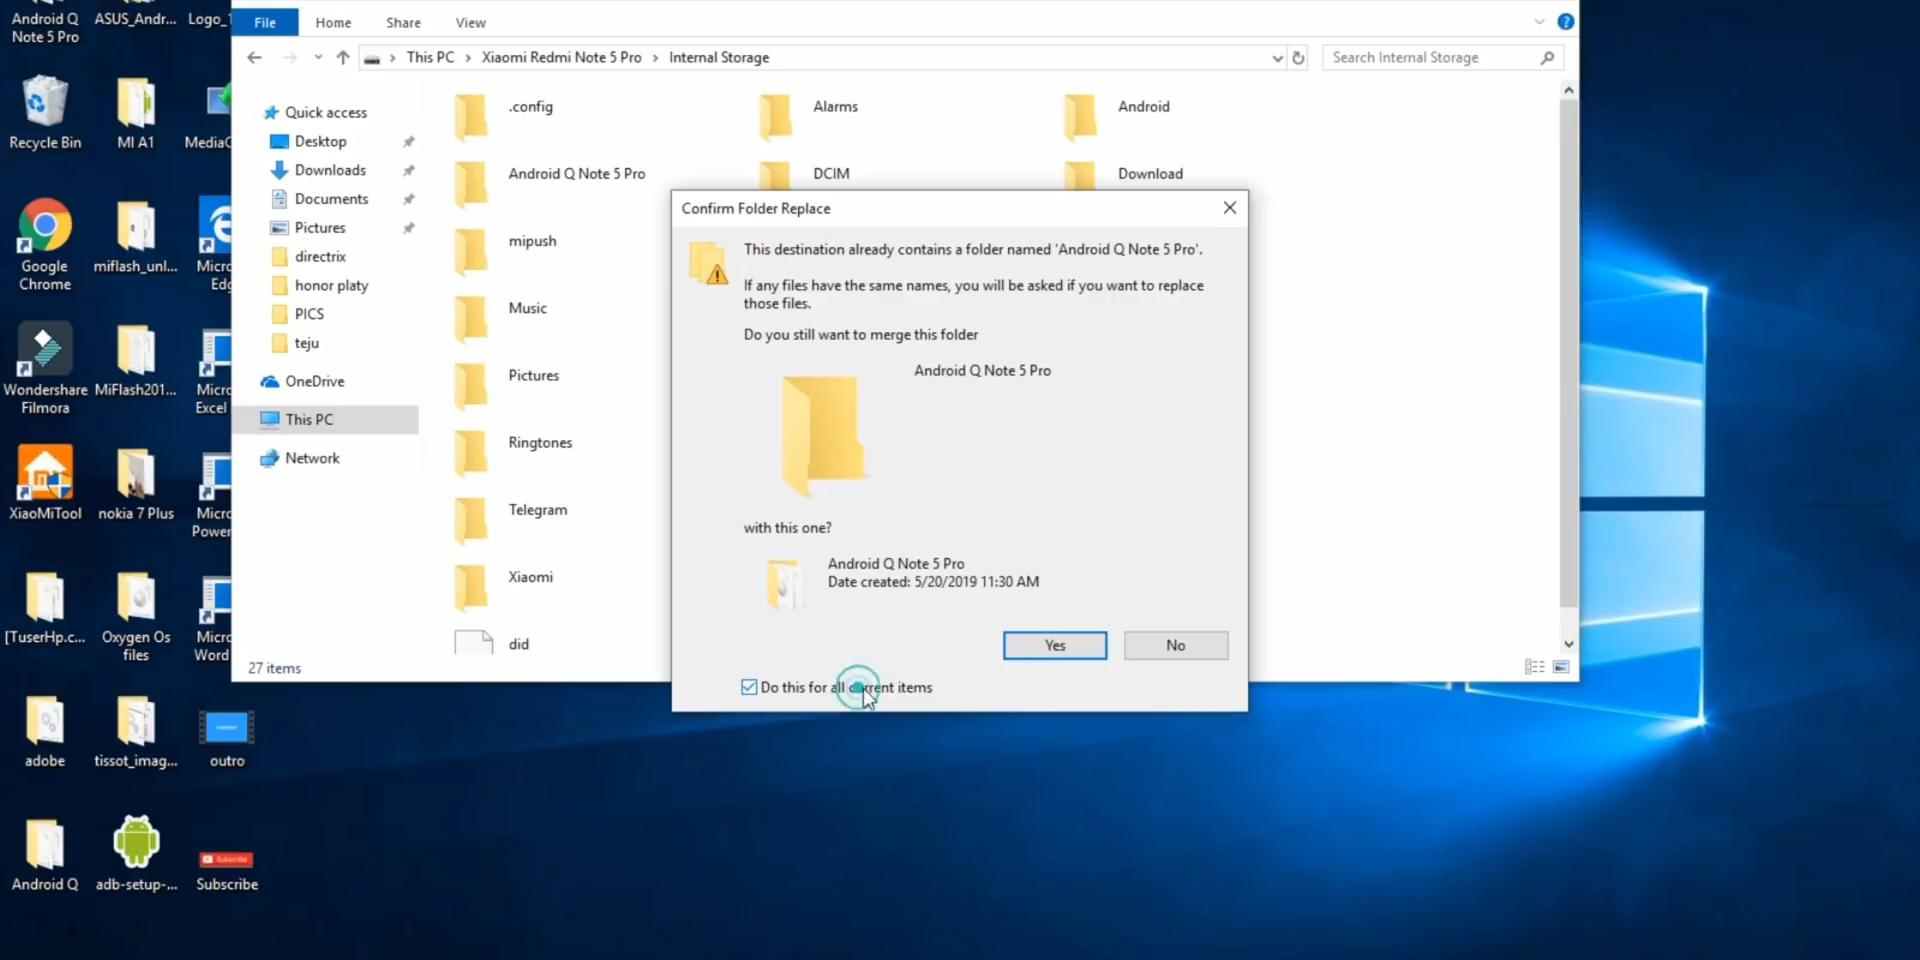 Android Q
Note 5 Pro
ASUS_Andr...
Logo_1
Recycle Bin
MI A1
MediaC
Google
Chrome
miflash_unl...
Micro
Edg
Wondershare
Filmora
MiFlash201...
Micro
Excel
XiaoMiTool
nokia 7 Plus
Micro
Power
[TuserHp.c...
Oxygen Os
files
Micro
Word
adobe
tissot_imag...
outro
Android Q
adb-setup-...
Subscribe
Subscribe
File
Home
Share
View
This PC > Xiaomi Redmi Note 5 Pro > Internal Storage
Search Internal Storage
Quick access
Desktop
Downloads
Documents
Pictures
directrix
honor platy
PICS
teju
OneDrive
This PC
Network
.config
Alarms
Android
Android Q Note 5 Pro
DCIM
Download
mipush
Music
Pictures
Ringtones
Telegram
Xiaomi
did
27 items
Confirm Folder Replace
This destination already contains a folder named 'Android Q Note 5 Pro'.
If any files have the same names, you will be asked if you want to replace
those files.
Do you still want to merge this folder
Android Q Note 5 Pro
with this one?
Android Q Note 5 Pro
Date created: 5/20/2019 11:30 AM
Yes
No
Do this for all current items